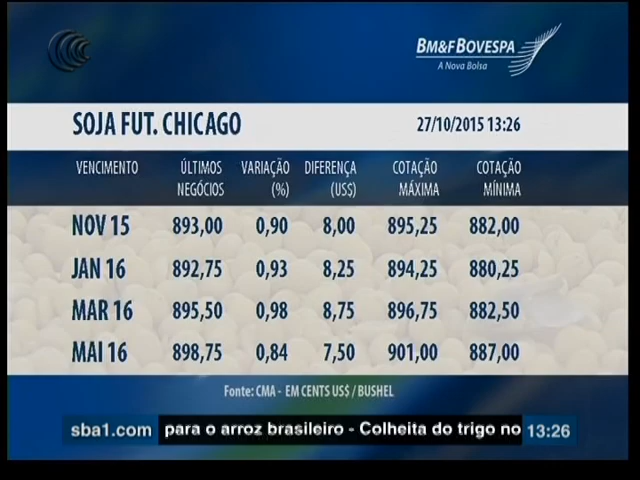 BM&FBOVESPA
A Nova Bolsa
SOJA FUT. CHICAGO 27/10/2015 13:26
VENCIMENTO ÚLTIMOS NEGÓCIOS VARIAÇÃO (%) DIFERENÇA (US$) COTAÇÃO MÁXIMA COTAÇÃO MÍNIMA
NOV 15 893,00 0,90 8,00 895,25 882,00
JAN 16 892,75 0,93 8,25 894,25 880,25
MAR 16 895,50 0,98 8,75 896,75 882,50
MAI 16 898,75 0,84 7,50 901,00 887,00
Fonte: CMA - EM CENTS US$ / BUSHEL
sba1.com para o arroz brasileiro - Colheita do trigo no 13:26